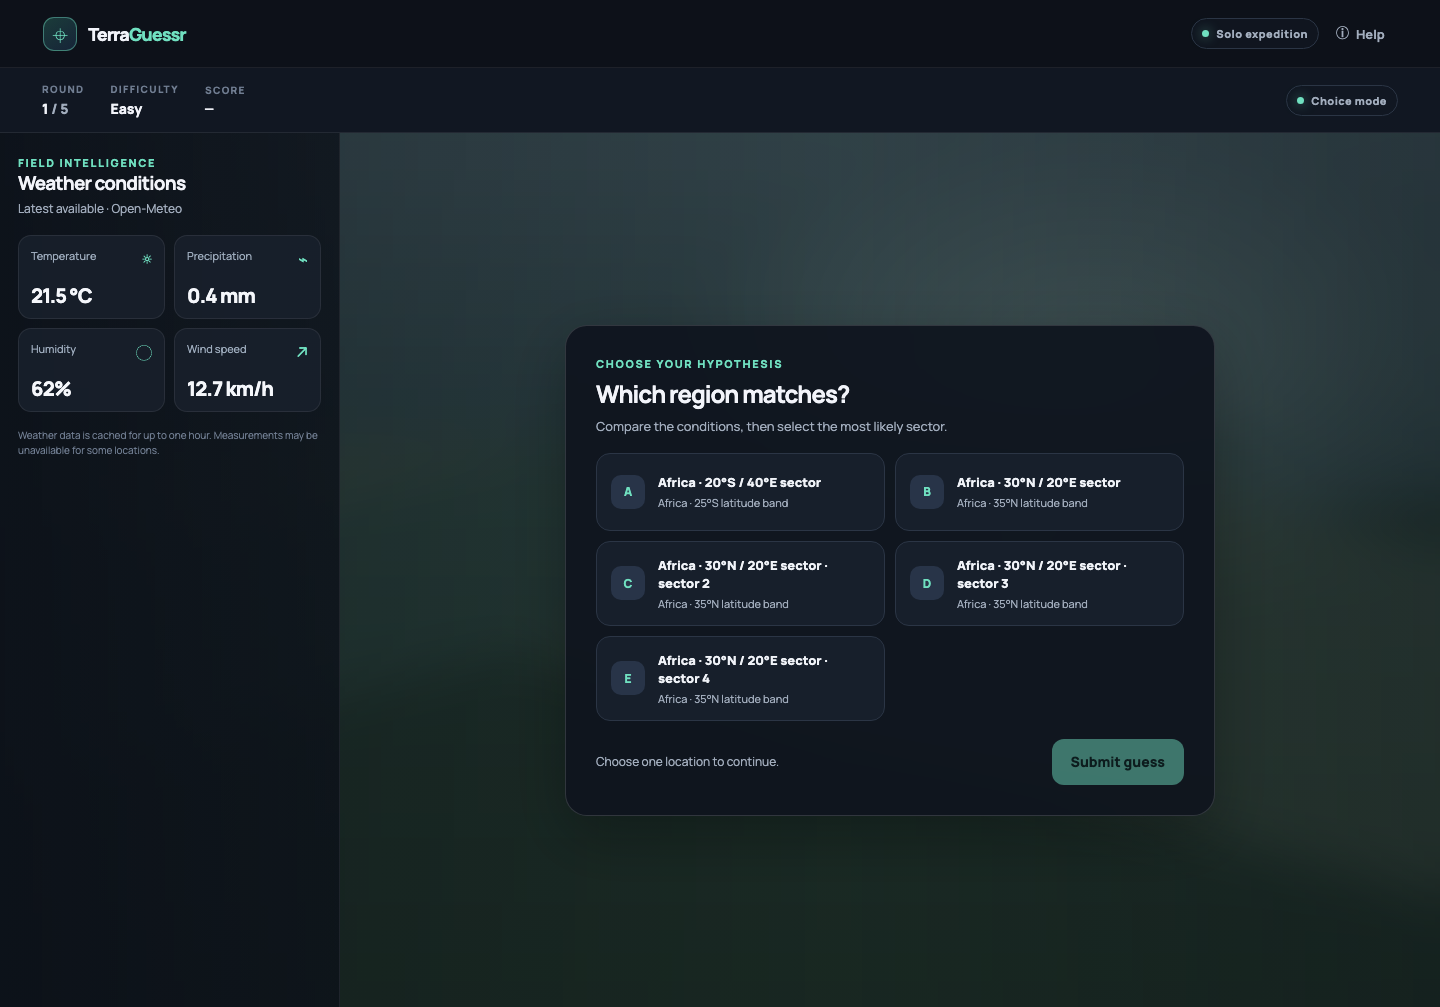 TerraGuessr
Solo expedition
Help
ROUND
1 / 5
DIFFICULTY
Easy
SCORE
–
Choice mode
FIELD INTELLIGENCE
Weather conditions
Latest available · Open-Meteo
Temperature
21.5 °C
Precipitation
0.4 mm
Humidity
62%
Wind speed
12.7 km/h
Weather data is cached for up to one hour. Measurements may be
unavailable for some locations.
CHOOSE YOUR HYPOTHESIS
Which region matches?
Compare the conditions, then select the most likely sector.
A
Africa · 20°S / 40°E sector
Africa · 25°S latitude band
B
Africa · 30°N / 20°E sector
Africa · 35°N latitude band
C
Africa · 30°N / 20°E sector ·
sector 2
Africa · 35°N latitude band
D
Africa · 30°N / 20°E sector ·
sector 3
Africa · 35°N latitude band
E
Africa · 30°N / 20°E sector ·
sector 4
Africa · 35°N latitude band
Choose one location to continue.
Submit guess